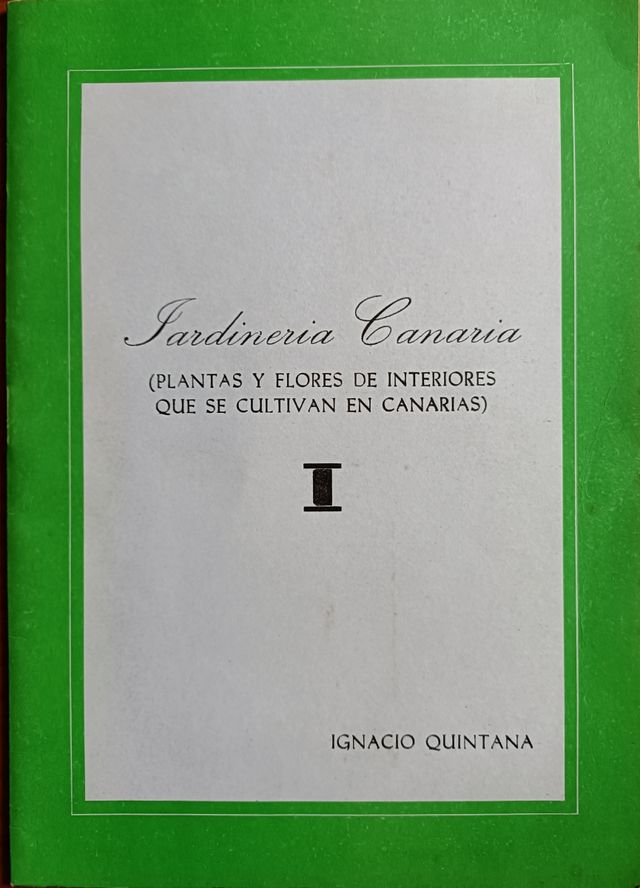 Jardineria Canaria
(PLANTAS Y FLORES DE INTERIORES
QUE SE CULTIVAN EN CANARIAS)
I
IGNACIO QUINTANA